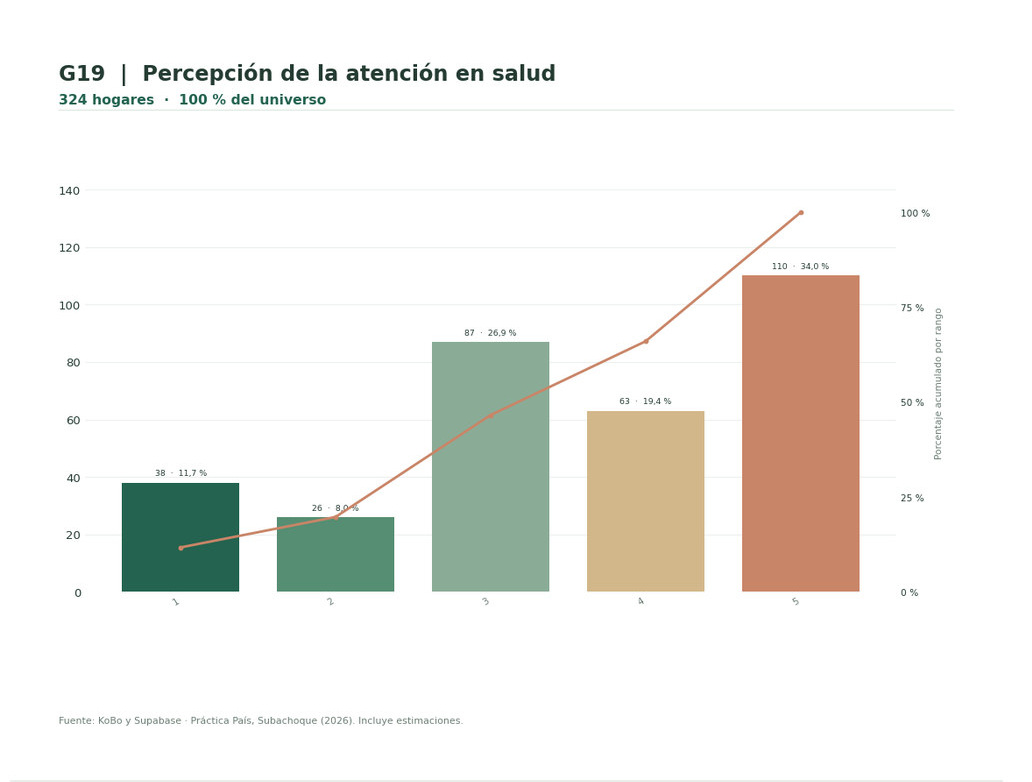 G19 | Percepción de la atención en salud
324 hogares · 100 % del universo
140
120
100
80
60
40
20
0
100 %
75 %
50 %
25 %
0 %
Porcentaje acumulado por rango
38 · 11,7 %
26 · 8,0 %
87 · 26,9 %
63 · 19,4 %
110 · 34,0 %
1
2
3
4
5
Fuente: KoBo y Supabase · Práctica País, Subachoque (2026). Incluye estimaciones.